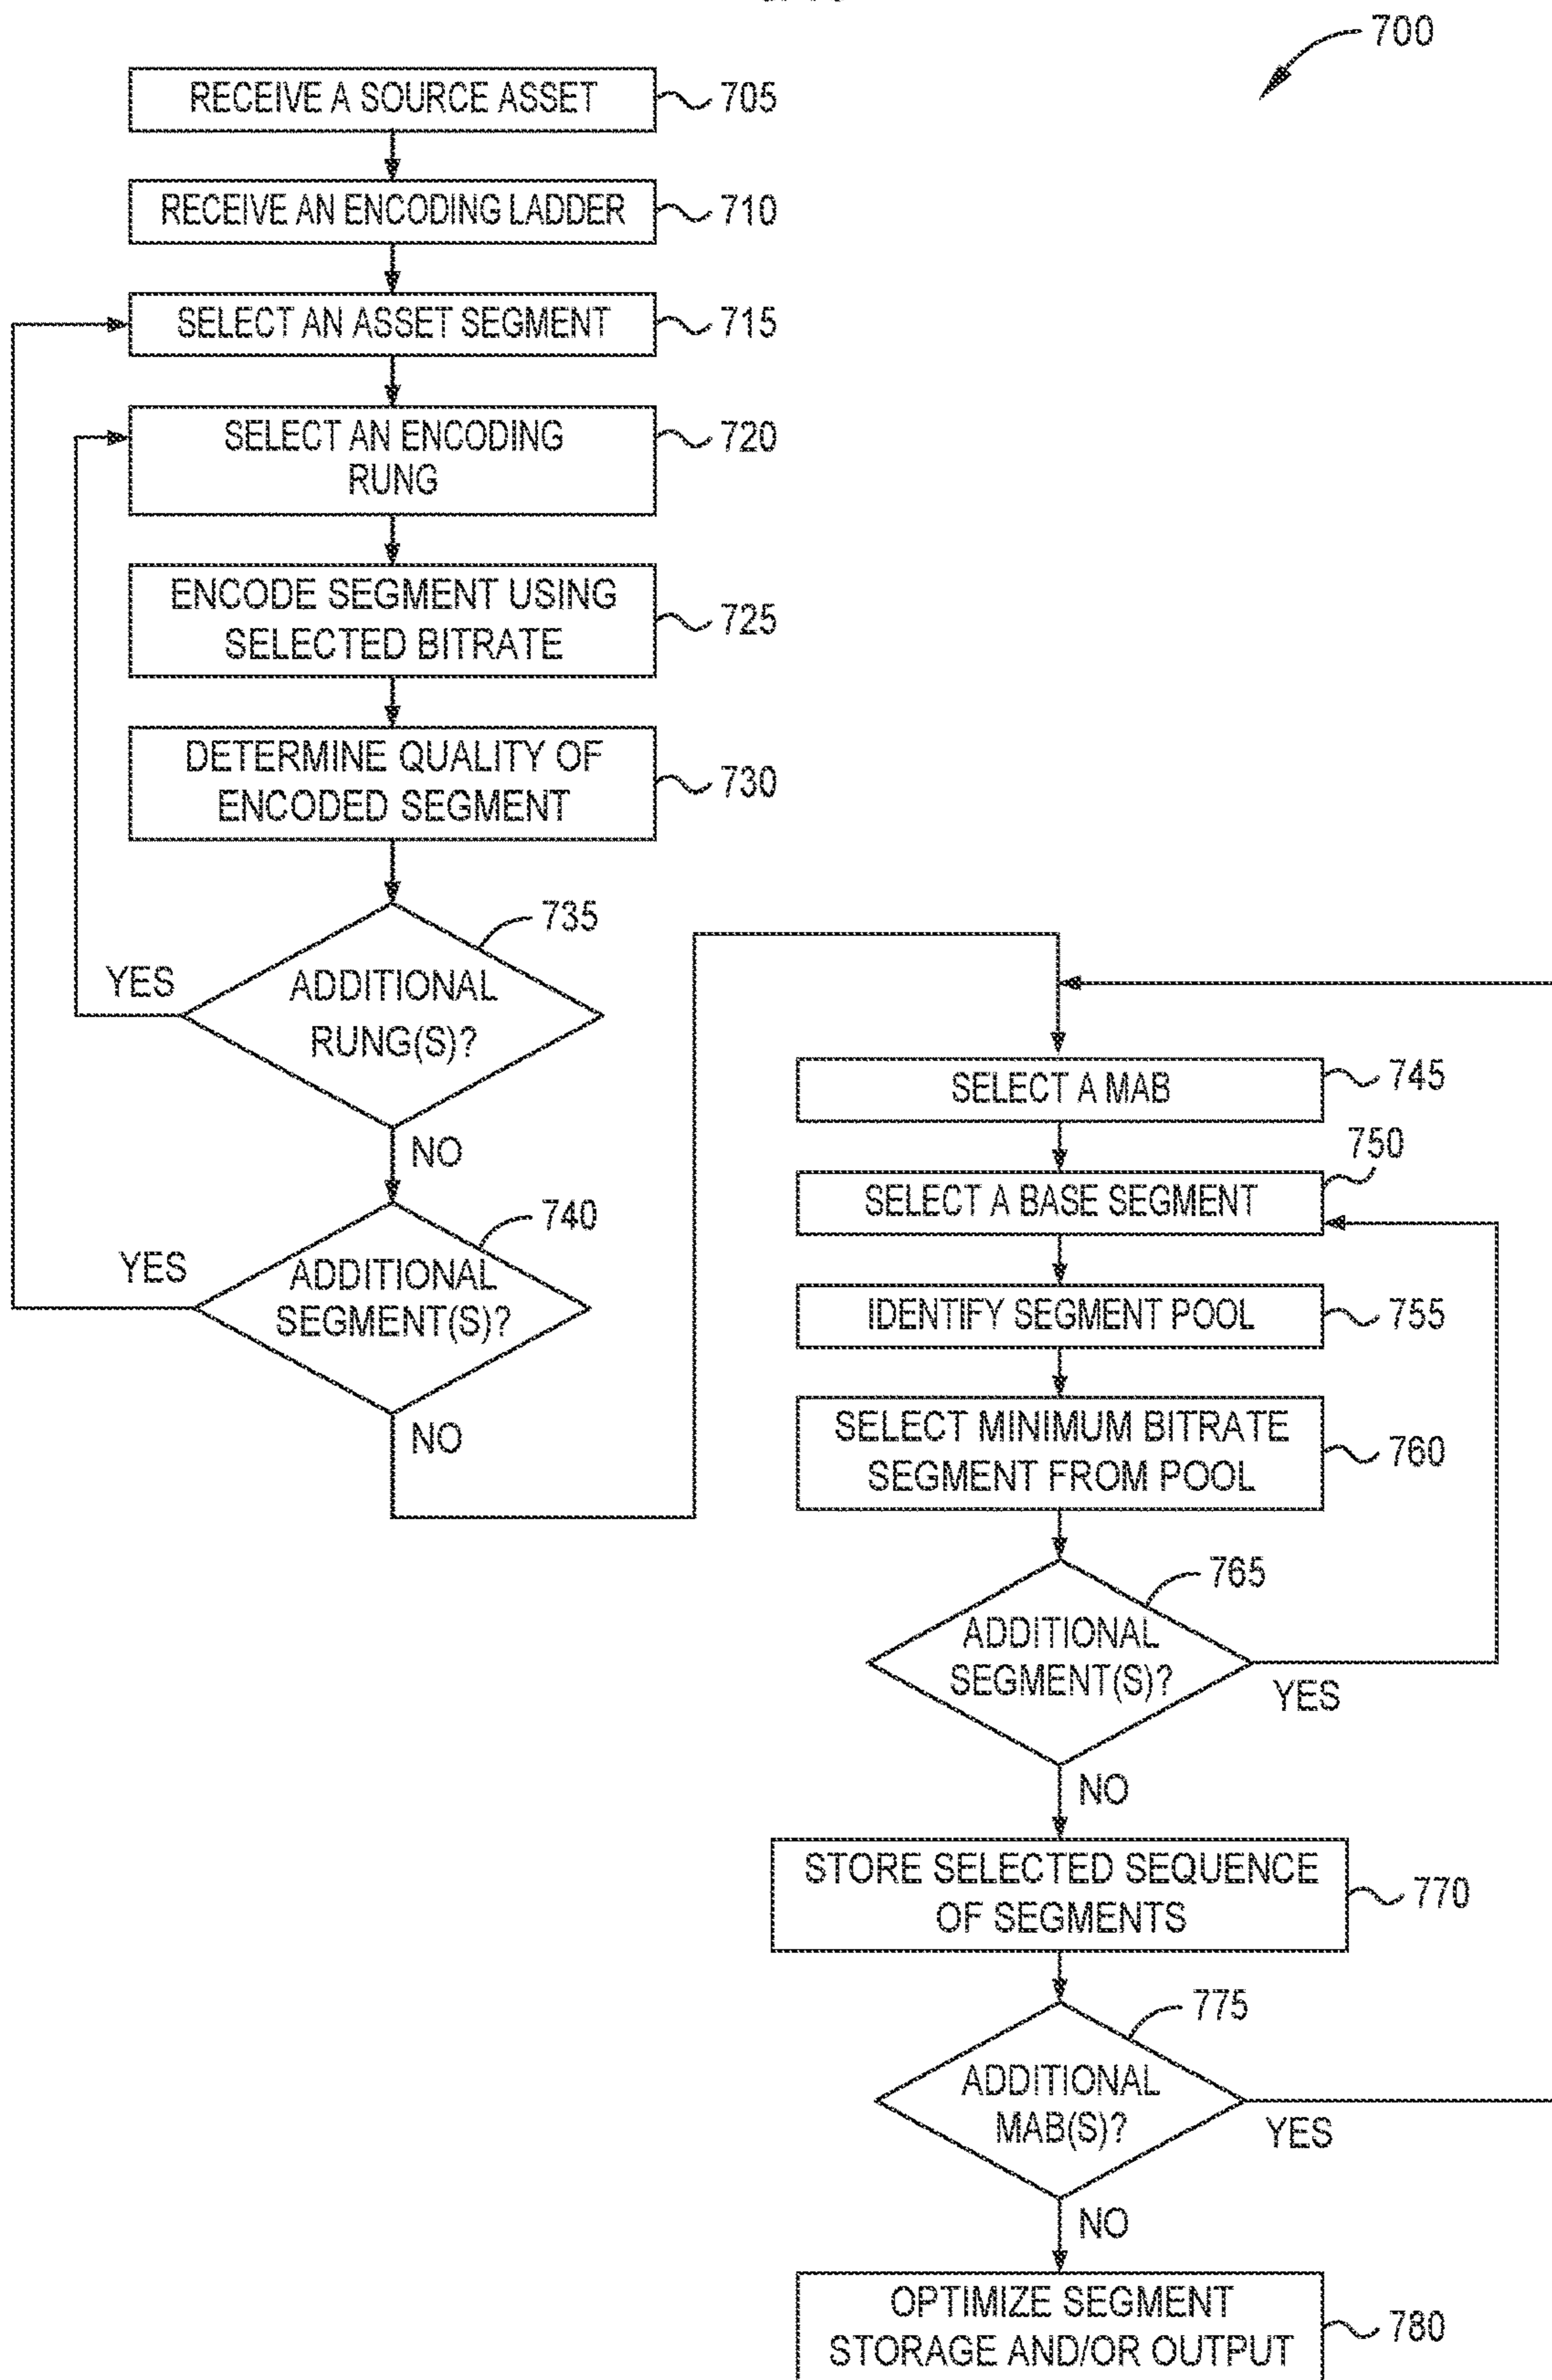 700
RECEIVE A SOURCE ASSET
705
RECEIVE AN ENCODING LADDER
710
SELECT AN ASSET SEGMENT
715
SELECT AN ENCODING
RUNG
720
ENCODE SEGMENT USING
SELECTED BITRATE
725
DETERMINE QUALITY OF
ENCODED SEGMENT
730
735
YES
ADDITIONAL
RUNG(S)?
NO
740
YES
ADDITIONAL
SEGMENT(S)?
NO
SELECT A MAB
745
750
SELECT A BASE SEGMENT
IDENTIFY SEGMENT POOL
755
SELECT MINIMUM BITRATE
SEGMENT FROM POOL
760
765
ADDITIONAL
SEGMENT(S)?
YES
NO
STORE SELECTED SEQUENCE
OF SEGMENTS
770
775
ADDITIONAL
MAB(S)?
YES
NO
OPTIMIZE SEGMENT
STORAGE AND/OR OUTPUT
780